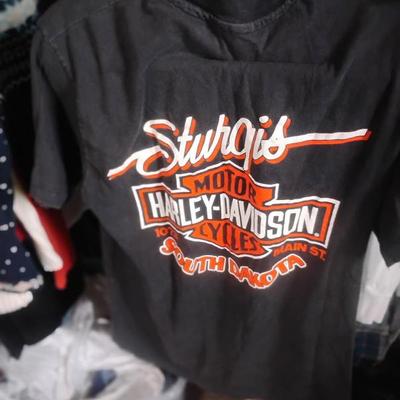 Sturgis
MOTOR
HARLEY-DAVIDSON
CYCLES
MAIN ST.
SOUTH DAKOTA